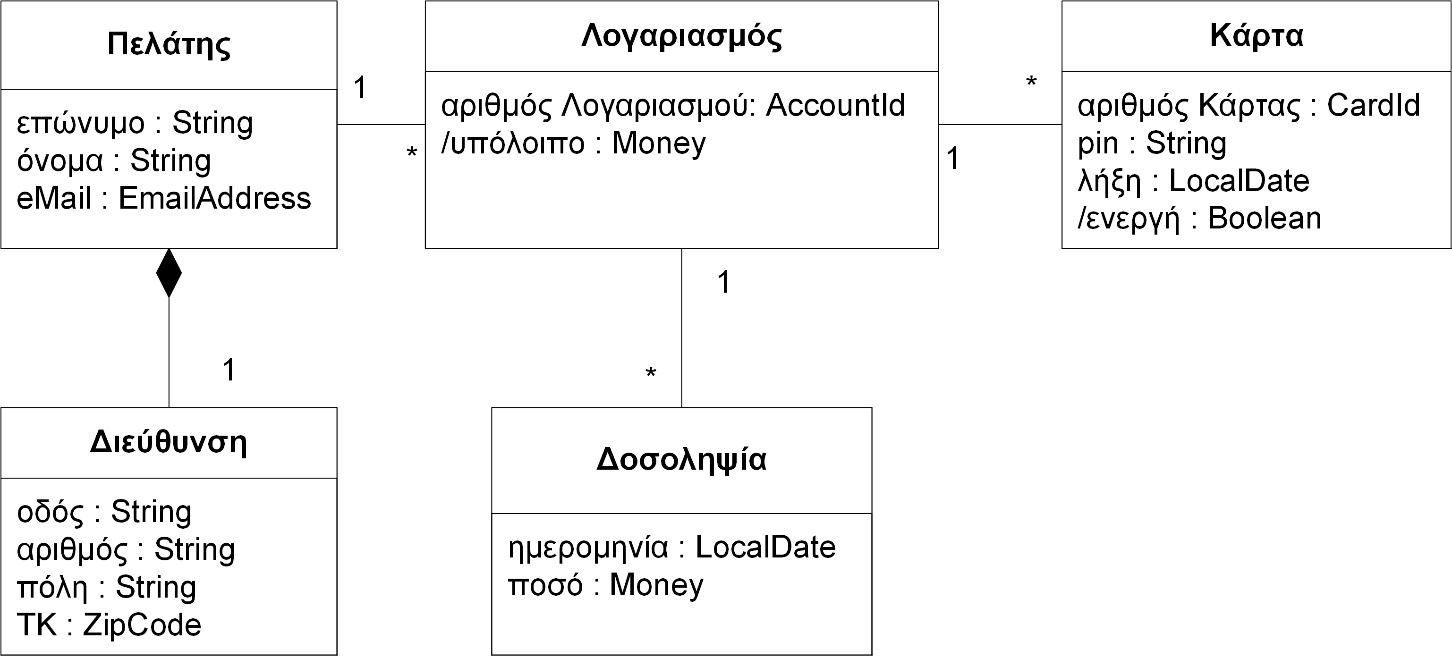 Πελάτης
επώνυμο : String
όνομα : String
eMail : EmailAddress
1
*
Λογαριασμός
αριθμός Λογαριασμού: AccountId
/υπόλοιπο : Money
*
1
Κάρτα
αριθμός Κάρτας : CardId
pin : String
λήξη : LocalDate
/ενεργή : Boolean
1
1
*
Διεύθυνση
οδός : String
αριθμός : String
πόλη : String
ΤΚ : ZipCode
Δοσοληψία
ημερομηνία : LocalDate
ποσό : Money